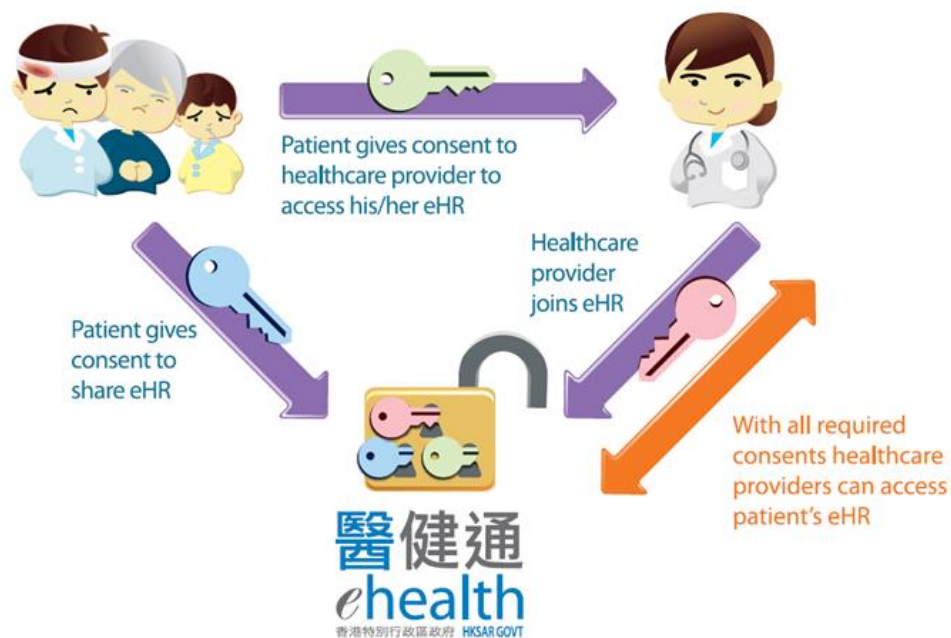 Patient gives consent to
healthcare provider to
access his/her eHR
Healthcare
provider
joins eHR
Patient gives
consent to
share eHR
With all required
consents healthcare
providers can access
patient's eHR
醫健通
ehealth
香港特別行政區政府 HKSAR GOVT